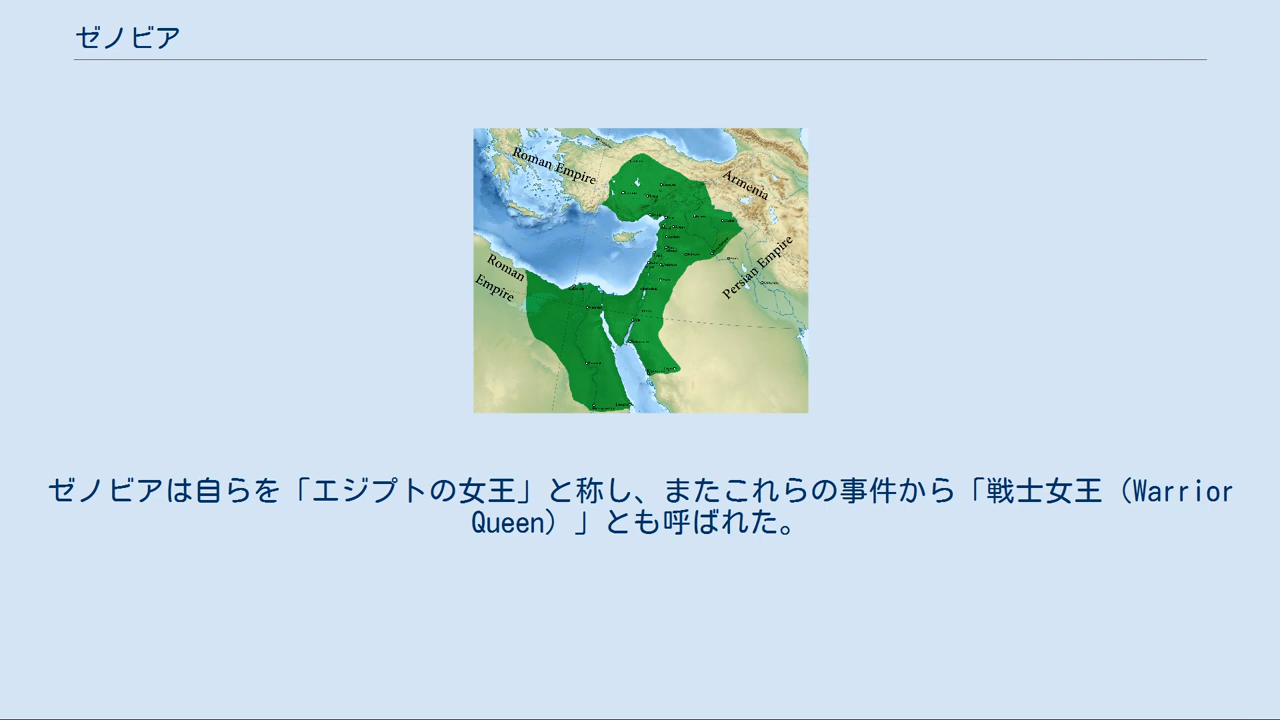 ゼノビア
Roman Empire
Armenia
Roman
Empire
Persian Empire
ゼノビアは自らを「エジプトの女王」と称し、またこれらの事件から「戦士女王（Warrior
Queen）」とも呼ばれた。